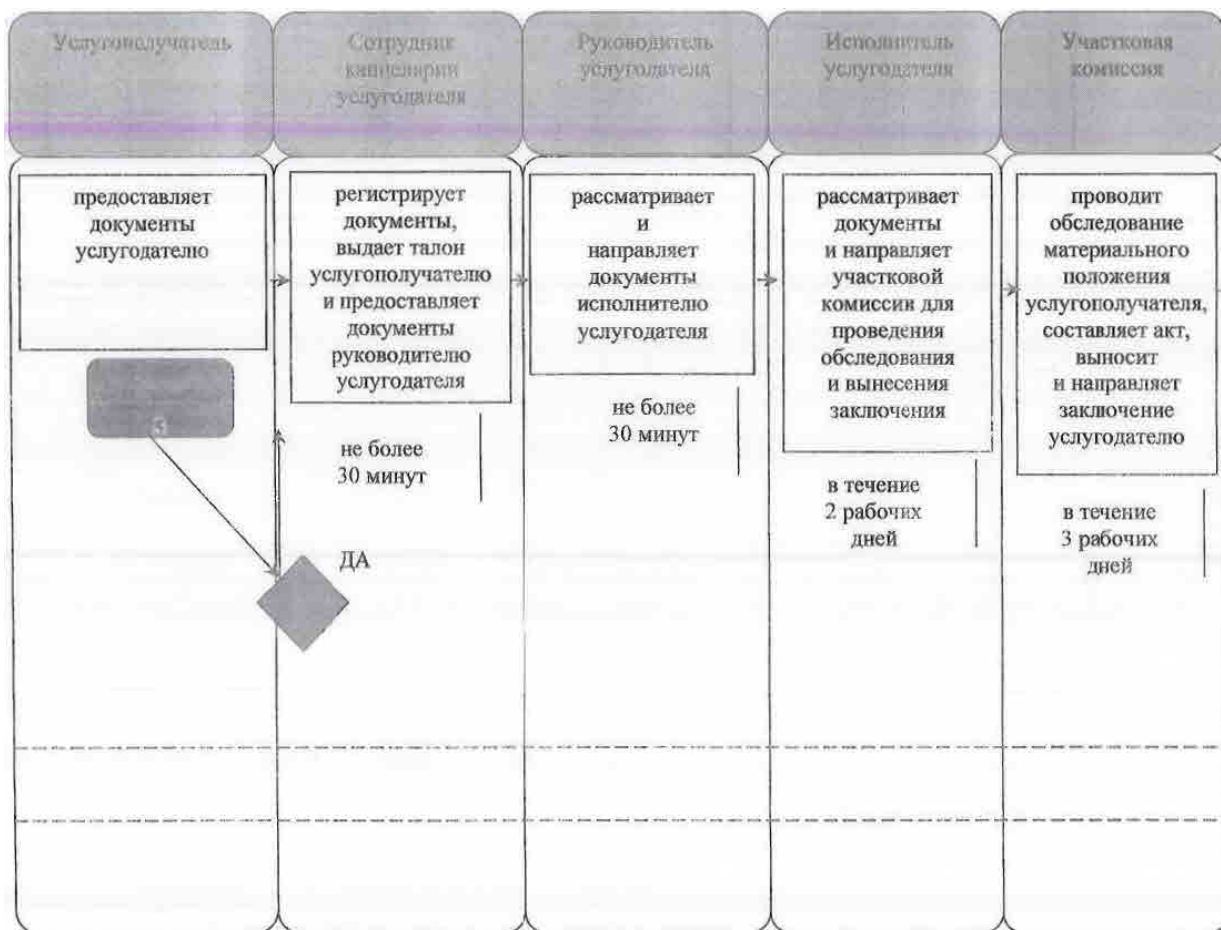 Услугополучатель
Сотрудник
канцелярии
услугодателя
Руководитель
услугодателя
Исполнитель
услугодателя
Участковая
комиссия
предоставляет
документы
услугодателю
регистрирует
документы,
выдает талон
услугополучателю
и предоставляет
документы
руководителю
услугодателя
рассматривает
и
направляет
документы
исполнителю
услугодателя
рассматривает
документы
и направляет
участковой
комиссии для
проведения
обследования
и вынесения
заключения
проводит
обследование
материального
положения
услугополучателя,
составляет акт,
выносит
и направляет
заключение
услугодателю
не более
30 минут
не более
30 минут
в течение
2 рабочих
дней
в течение
3 рабочих
дней
ДА